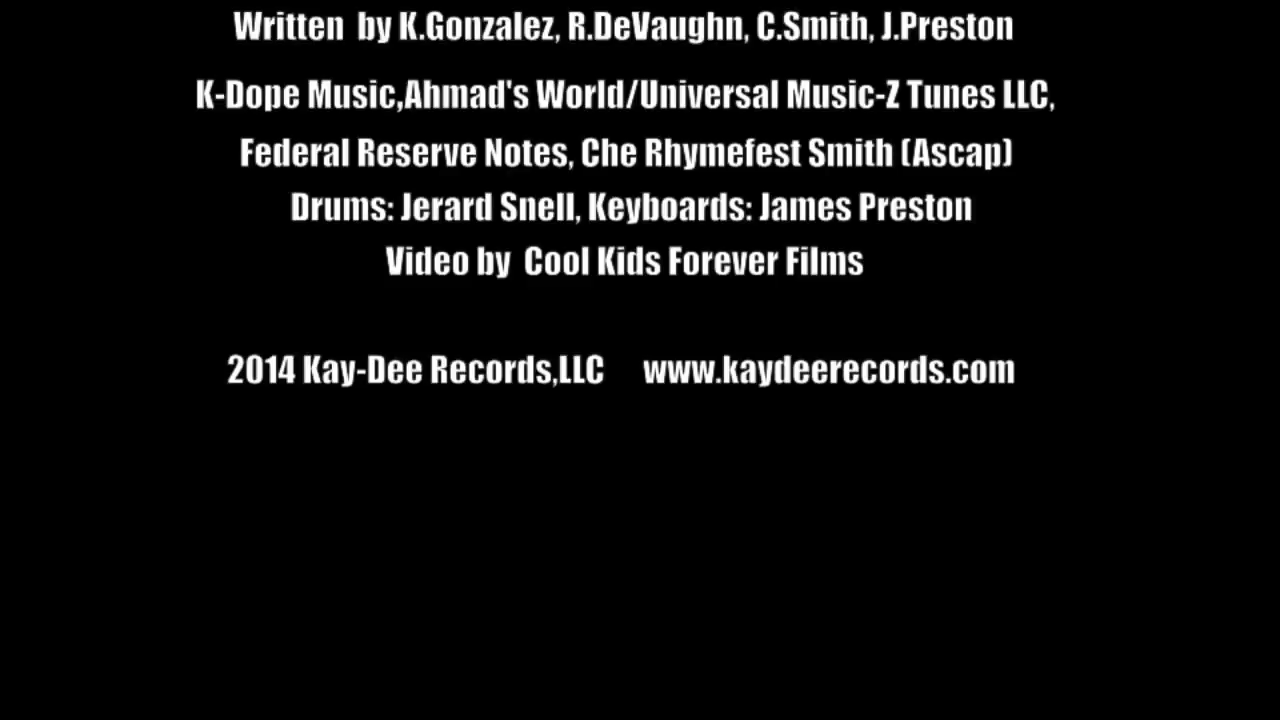 Written by K.Gonzalez, R.DeVaughn, C.Smith, J.Preston
K-Dope Music,Ahmad's World/Universal Music-Z Tunes LLC,
Federal Reserve Notes, Che Rhymefest Smith (Ascap)
Drums: Jerard Snell, Keyboards: James Preston
Video by Cool Kids Forever Films
2014 Kay-Dee Records,LLC www.kaydeerecords.com